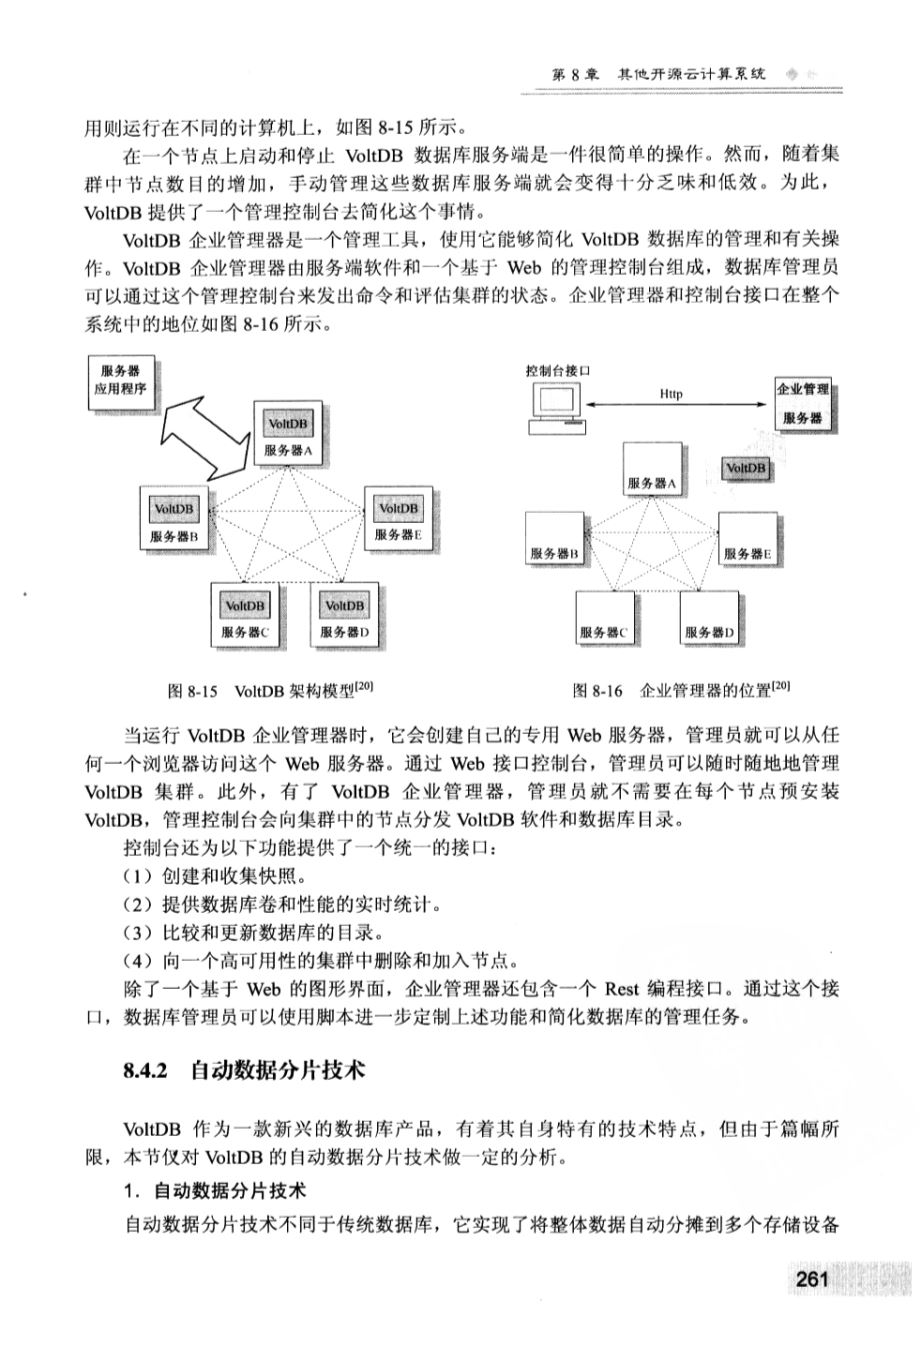 第 8 章 其他开源云计算系统
用则运行在不同的计算机上，如图 8-15 所示。
在一个节点上启动和停止 VoltDB 数据库服务端是一件很简单的操作。然而，随着集
群中节点数目的增加，手动管理这些数据库服务端就会变得十分乏味和低效。为此，
VoltDB 提供了一个管理控制台去简化这个事情。
VoltDB 企业管理器是一个管理工具，使用它能够简化 VoltDB 数据库的管理和有关操
作。VoltDB 企业管理器由服务端软件和一个基于 Web 的管理控制台组成，数据库管理员
可以通过这个管理控制台来发出命令和评估集群的状态。企业管理器和控制台接口在整个
系统中的地位如图 8-16 所示。
服务器
应用程序
VoltDB
服务器A
VoltDB
服务器B
VoltDB
服务器E
VoltDB
服务器C
VoltDB
服务器D
控制台接口
Http
企业管理
服务器
VoltDB
服务器A
服务器B
服务器E
服务器C
服务器D
图 8-15 VoltDB 架构模型[20]
图 8-16 企业管理器的位置[20]
当运行 VoltDB 企业管理器时，它会创建自己的专用 Web 服务器，管理员就可以从任
何一个浏览器访问这个 Web 服务器。通过 Web 接口控制台，管理员可以随时随地地管理
VoltDB 集群。此外，有了 VoltDB 企业管理器，管理员就不需要在每个节点预安装
VoltDB，管理控制台会向集群中的节点分发 VoltDB 软件和数据库目录。
控制台还为以下功能提供了一个统一的接口：
（1）创建和收集快照。
（2）提供数据库卷和性能的实时统计。
（3）比较和更新数据库的目录。
（4）向一个高可用性的集群中删除和加入节点。
除了一个基于 Web 的图形界面，企业管理器还包含一个 Rest 编程接口。通过这个接
口，数据库管理员可以使用脚本进一步定制上述功能和简化数据库的管理任务。
8.4.2 自动数据分片技术
VoltDB 作为一款新兴的数据库产品，有着其自身特有的技术特点，但由于篇幅所
限，本节仅对 VoltDB 的自动数据分片技术做一定的分析。
1．自动数据分片技术
自动数据分片技术不同于传统数据库，它实现了将整体数据自动分摊到多个存储设备
261